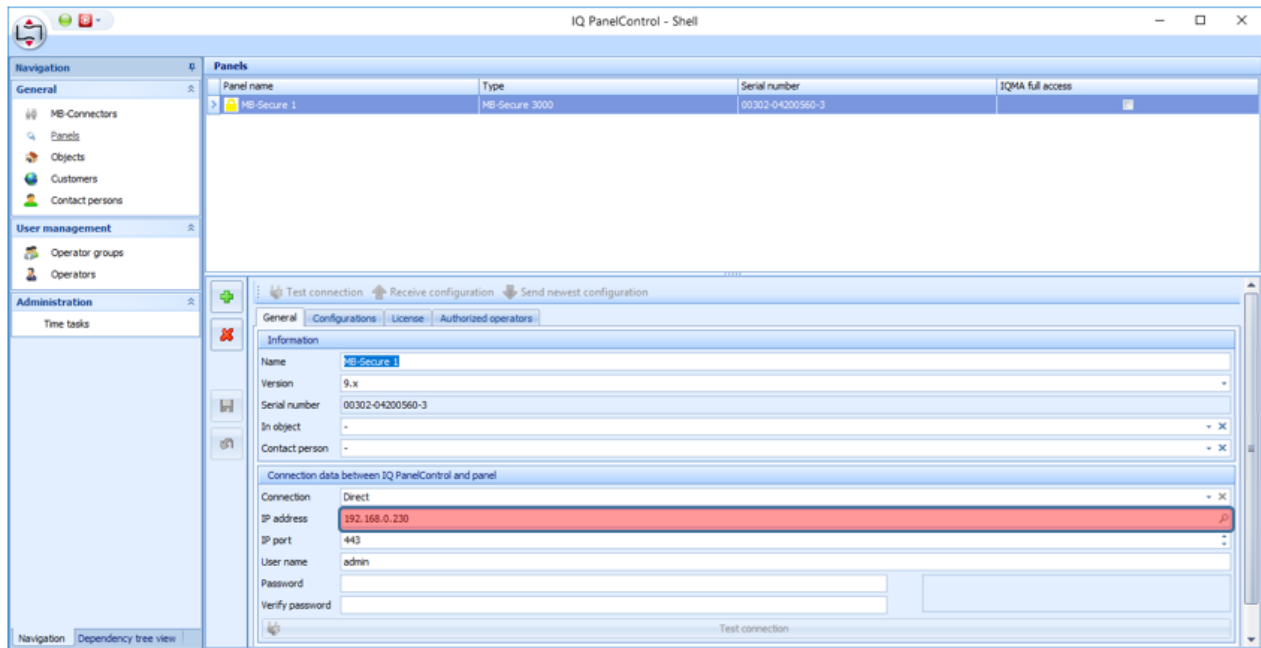 IQ PanelControl - Shell
Navigation
General
MB-Connectors
Panels
Objects
Customers
Contact persons
User management
Operator groups
Operators
Administration
Time tasks
Navigation Dependency tree view
Panels
Panel name Type Serial number IQMA full access
MB-Secure 1 MB-Secure 3000 00302-04200560-3
Test connection Receive configuration Send newest configuration
General Configurations License Authorized operators
Information
Name MB-Secure 1
Version 9.x
Serial number 00302-04200560-3
In object -
Contact person -
Connection data between IQ PanelControl and panel
Connection Direct
IP address 192.168.0.230
IP port 443
User name admin
Password
Verify password
Test connection